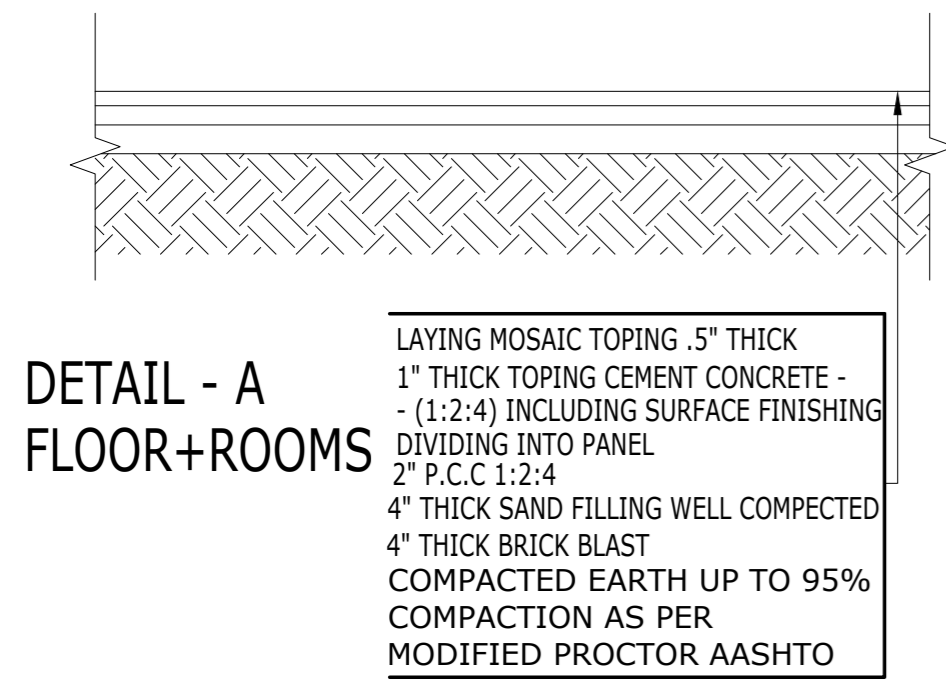 DETAIL - A
FLOOR+ROOMS
LAYING MOSAIC TOPING .5" THICK
1" THICK TOPING CEMENT CONCRETE -
- (1:2:4) INCLUDING SURFACE FINISHING
DIVIDING INTO PANEL
2" P.C.C 1:2:4
4" THICK SAND FILLING WELL COMPECTED
4" THICK BRICK BLAST
COMPACTED EARTH UP TO 95%
COMPACTION AS PER
MODIFIED PROCTOR AASHTO